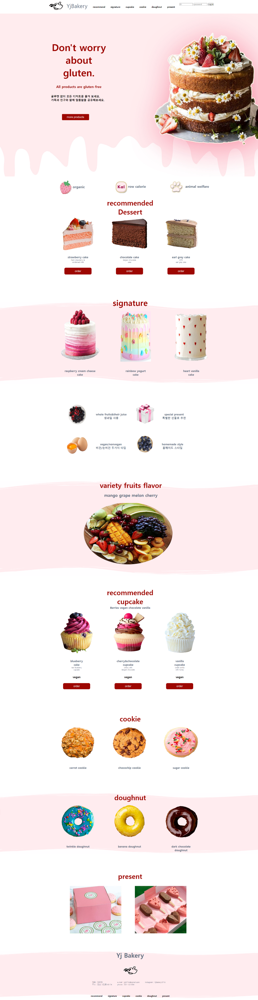 YjBakery
recommend signature cupcake cookie doughnut present
ID password Log in
Don't worry
about
gluten.
All products are gluten-free
글루텐 없이 모든 디저트를 즐겨 보세요.
가족과 친구와 함께 달콤함을 공유해보세요.
more products
organic
Kal row calorie
animal welfare
recommended
Dessert
strawberry cake
fresh strawberry &
condensed milk
order
chocolate cake
belgian chocolate
cake
order
earl grey cake
MTG
earl grey cake
order
signature
raspberry cream cheese
cake
rainbow yogurt
cake
heart vanilla
cake
whole fruits&their juice
생과일 사용
special present
특별한 선물로 추천
vegan/nonvegan
비건/논비건 두가지 타입
homemade style
홈메이드 스타일
variety fruits flavor
mango grape melon cherry
recommended
cupcake
Berries vegan chocolate vanilla
blueberry
cake
real blueberry
cupcake
vegan
order
cherry&chocolate
cupcake
cherry with
belgian chocolate
vegan
order
vanilla
cupcake
sweet vanilla
with honey
vegan
order
cookie
carrot cookie
chocochip cookie
sugar cookie
doughnut
twinkle doughnut
banana doughnut
dark chocolate
doughnut
present
Yj Bakery
대표 :
주소 :
e.mail :
phone : 031-123-456
instagram :
recommend signature cupcake cookie doughnut present